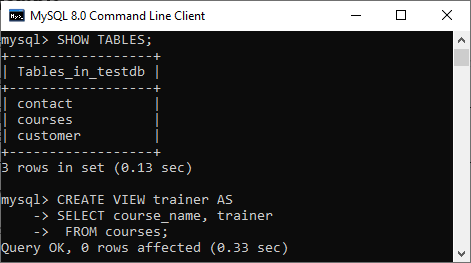 MySQL 8.0 Command Line Client
mysql> SHOW TABLES;
+------------------+
| Tables_in_testdb |
+------------------+
| contact          |
| courses          |
| customer         |
+------------------+
3 rows in set (0.13 sec)
mysql> CREATE VIEW trainer AS
    -> SELECT course_name, trainer
    ->  FROM courses;
Query OK, 0 rows affected (0.33 sec)